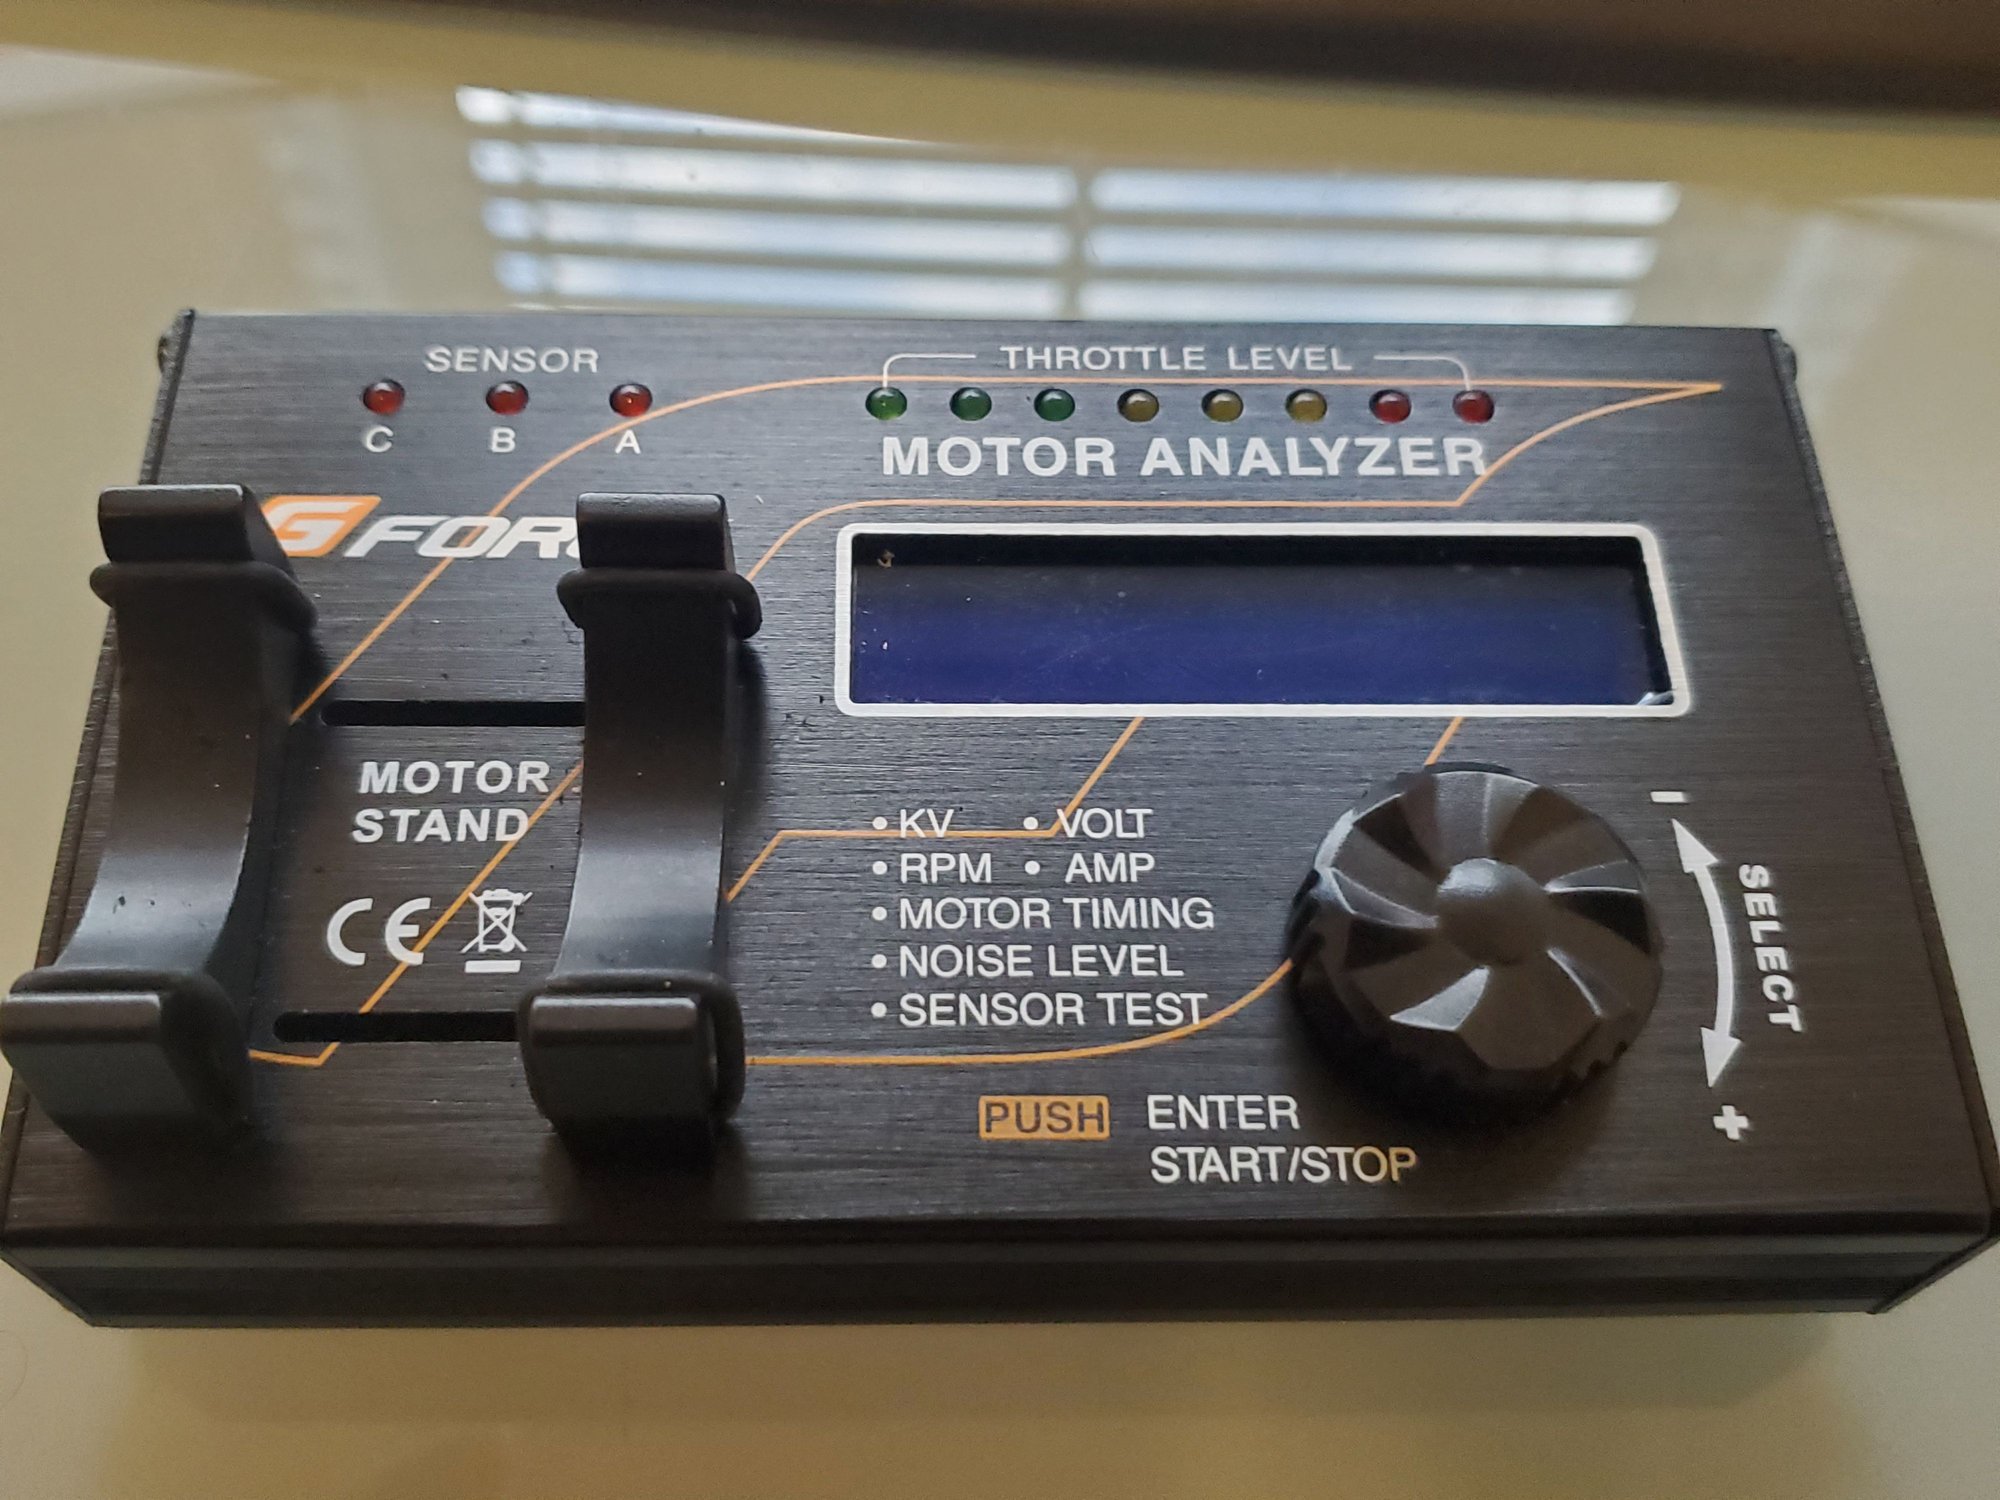 SENSOR
C B A
THROTTLE LEVEL
MOTOR ANALYZER
G FORC
MOTOR
STAND
CE
• KV • VOLT
• RPM • AMP
• MOTOR TIMING
• NOISE LEVEL
• SENSOR TEST
PUSH ENTER
START/STOP
− SELECT +